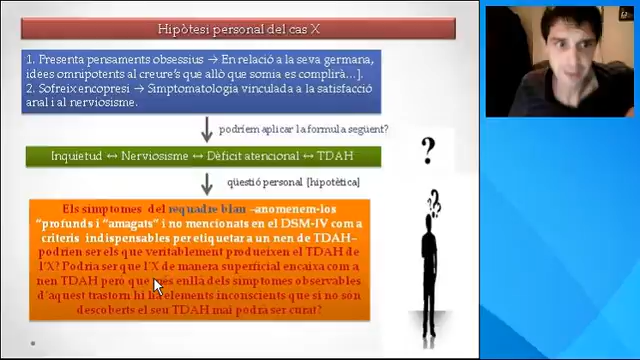 Hipòtesi personal del cas X
1. Presenta pensaments obsessius → En relació a la seva germana,
idees omnipotents al creure's que allò que somia es complirà...].
2. Sofreix encopresi → Simptomatologia vinculada a la satisfacció
anal i al nerviosisme.
podríem aplicar la formula següent?
Inquietud ↔ Nerviosisme ↔ Dèficit atencional ↔ TDAH
?
qüestió personal [hipotètica]
Els símptomes del requadre blau –anomenem-los
"profunds i "amagats" i no mencionats en el DSM-IV com a
criteris indispensables per etiquetar a un nen de TDAH–
podrien ser els que veritablement produeixen el TDAH de
l'X? Podria ser que l'X de manera superficial encaixa com a
nen TDAH però que més enllà dels símptomes observables
d'aquest trastorn hi ha elements inconscients que si no són
descoberts el seu TDAH mai podrà ser curat?